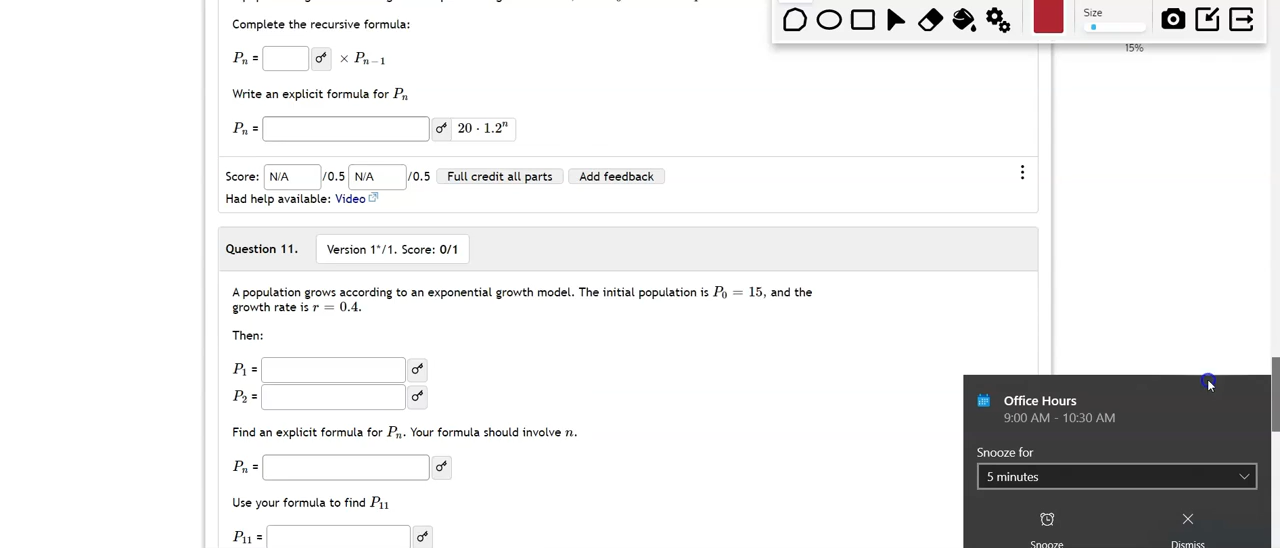 Complete the recursive formula:
Size
15%
Pₙ = × Pₙ₋₁
Write an explicit formula for Pₙ
Pₙ = 20 · 1.2ⁿ
Score: N/A /0.5 N/A /0.5 Full credit all parts Add feedback
Had help available: Video
Question 11. Version 1*/1. Score: 0/1
A population grows according to an exponential growth model. The initial population is P₀ = 15, and the
growth rate is r = 0.4.
Then:
P₁ =
P₂ =
Find an explicit formula for Pₙ. Your formula should involve n.
Pₙ =
Use your formula to find P₁₁
P₁₁ =
Office Hours
9:00 AM - 10:30 AM
Snooze for
5 minutes
Snooze Dismiss